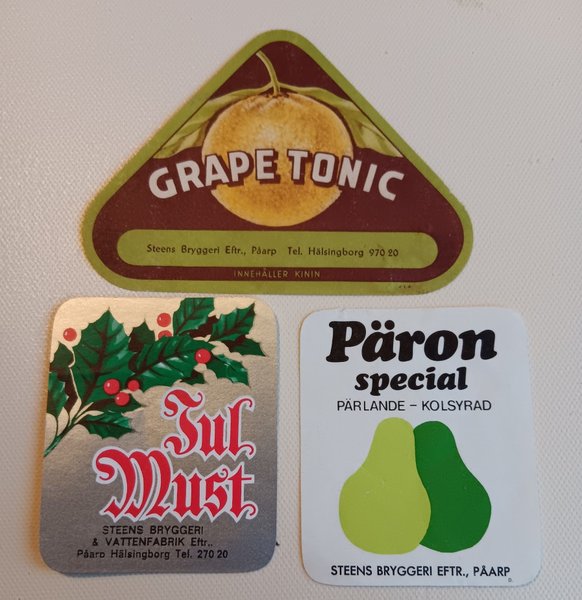 GRAPE TONIC
Steens Bryggeri Eftr., Påarp Tel. Hälsingborg 970 20
INNEHÅLLER KININ
Jul
Must
STEENS BRYGGERI
& VATTENFABRIK Eftr..
Påarp Hälsingborg Tel. 270 20
Päron
special
PÄRLANDE – KOLSYRAD
STEENS BRYGGERI EFTR., PÅARP